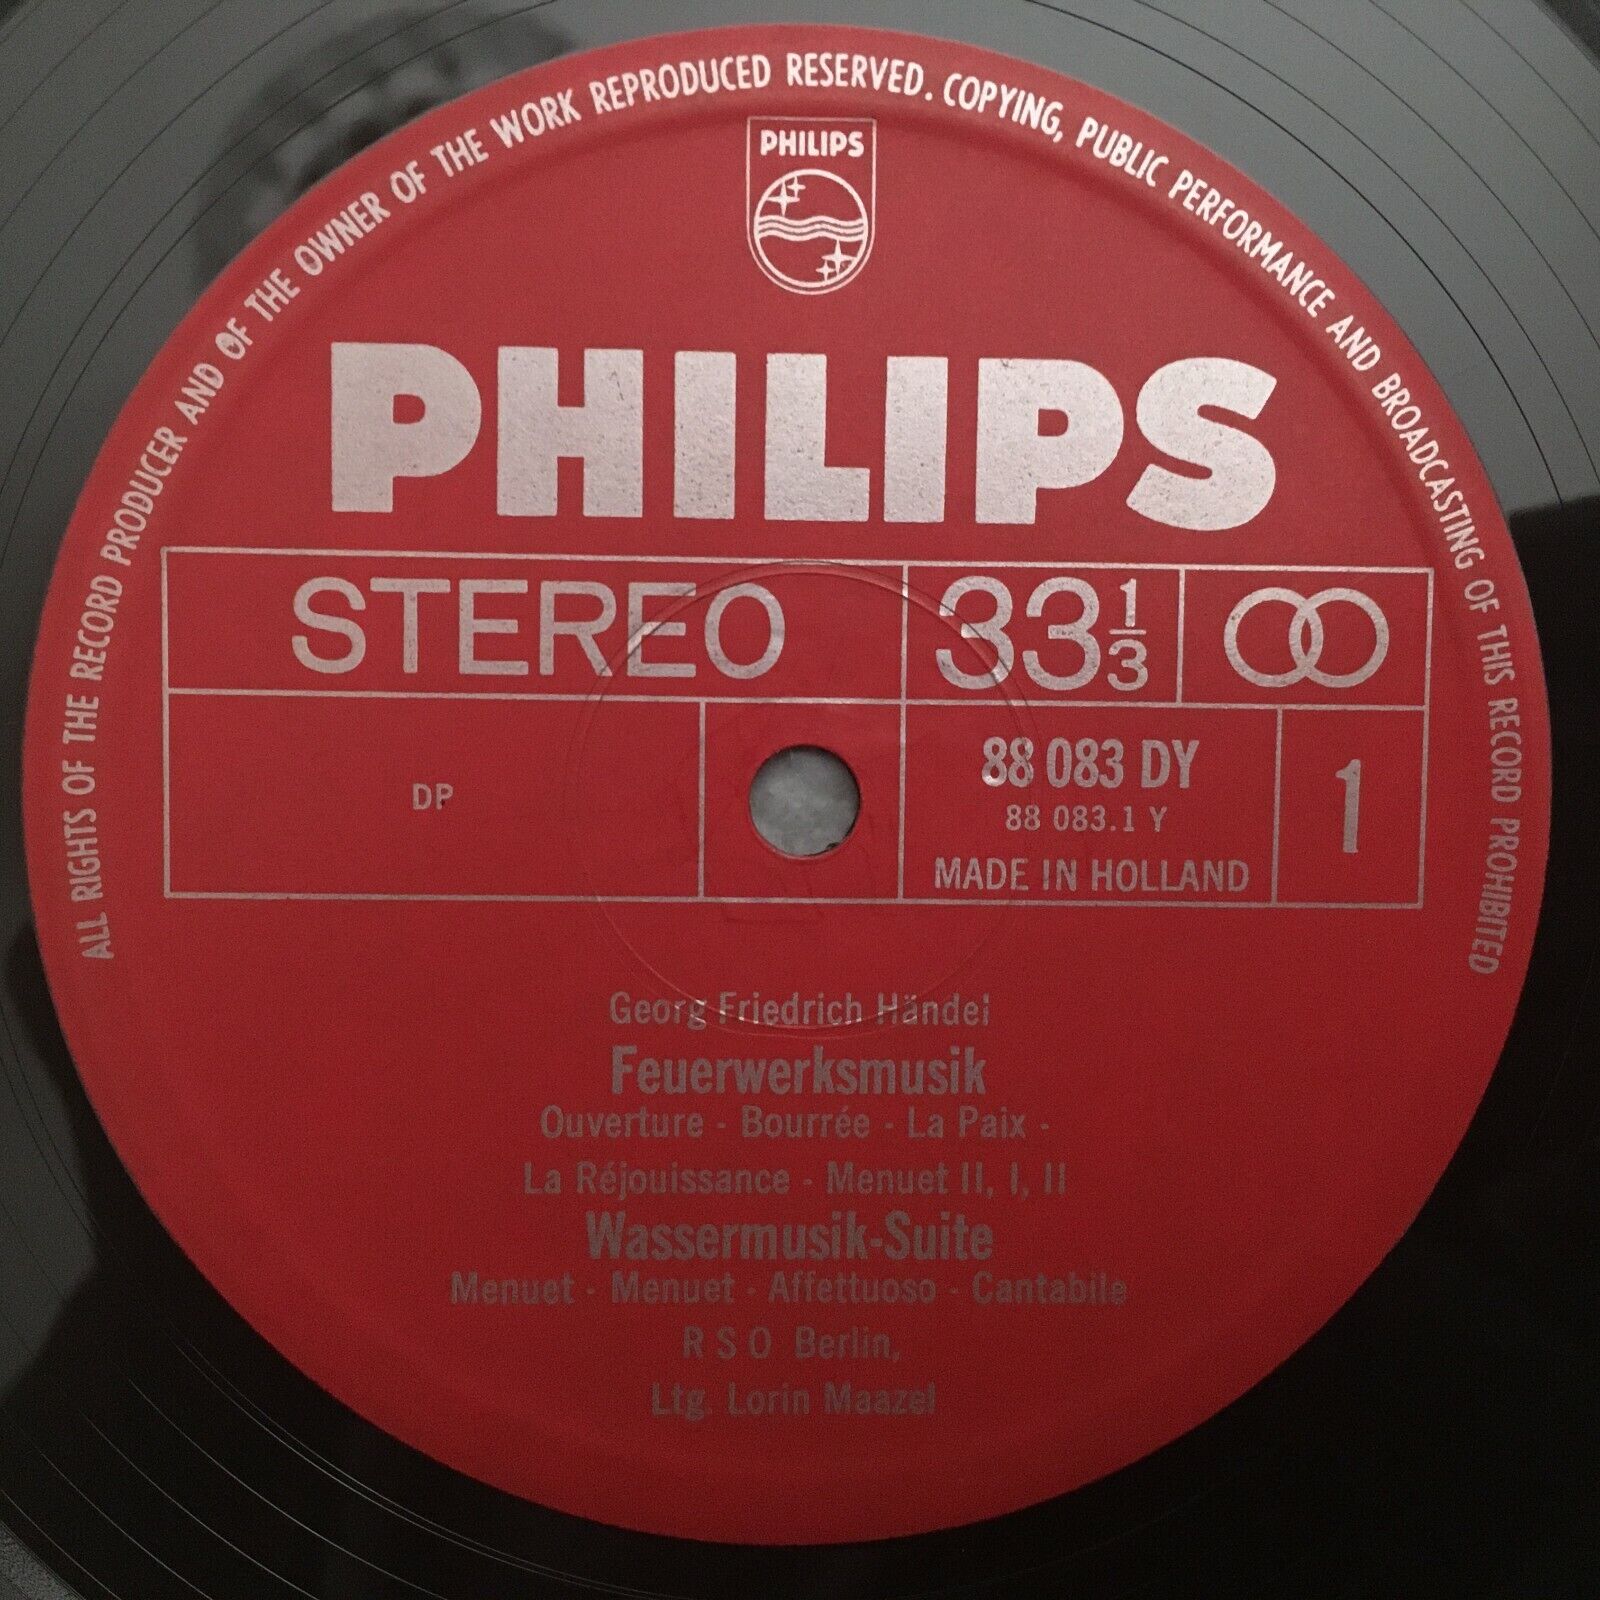 ALL RIGHTS OF THE RECORD PRODUCER AND OF THE OWNER OF THE WORK REPRODUCED RESERVED. COPYING, PUBLIC PERFORMANCE AND BROADCASTING OF THIS RECORD PROHIBITED
PHILIPS
PHILIPS
STEREO 33 1/3
DP
88 083 DY
88 083.1 Y
MADE IN HOLLAND
1
Georg Friedrich Händel
Feuerwerksmusik
Ouverture - Bourrée - La Paix -
La Réjouissance - Menuet II, I, II
Wassermusik-Suite
Menuet - Menuet - Affettuoso - Cantabile
R S O Berlin,
Ltg. Lorin Maazel